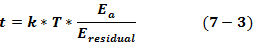 t = k * T * E_a / E_residual (7 − 3)